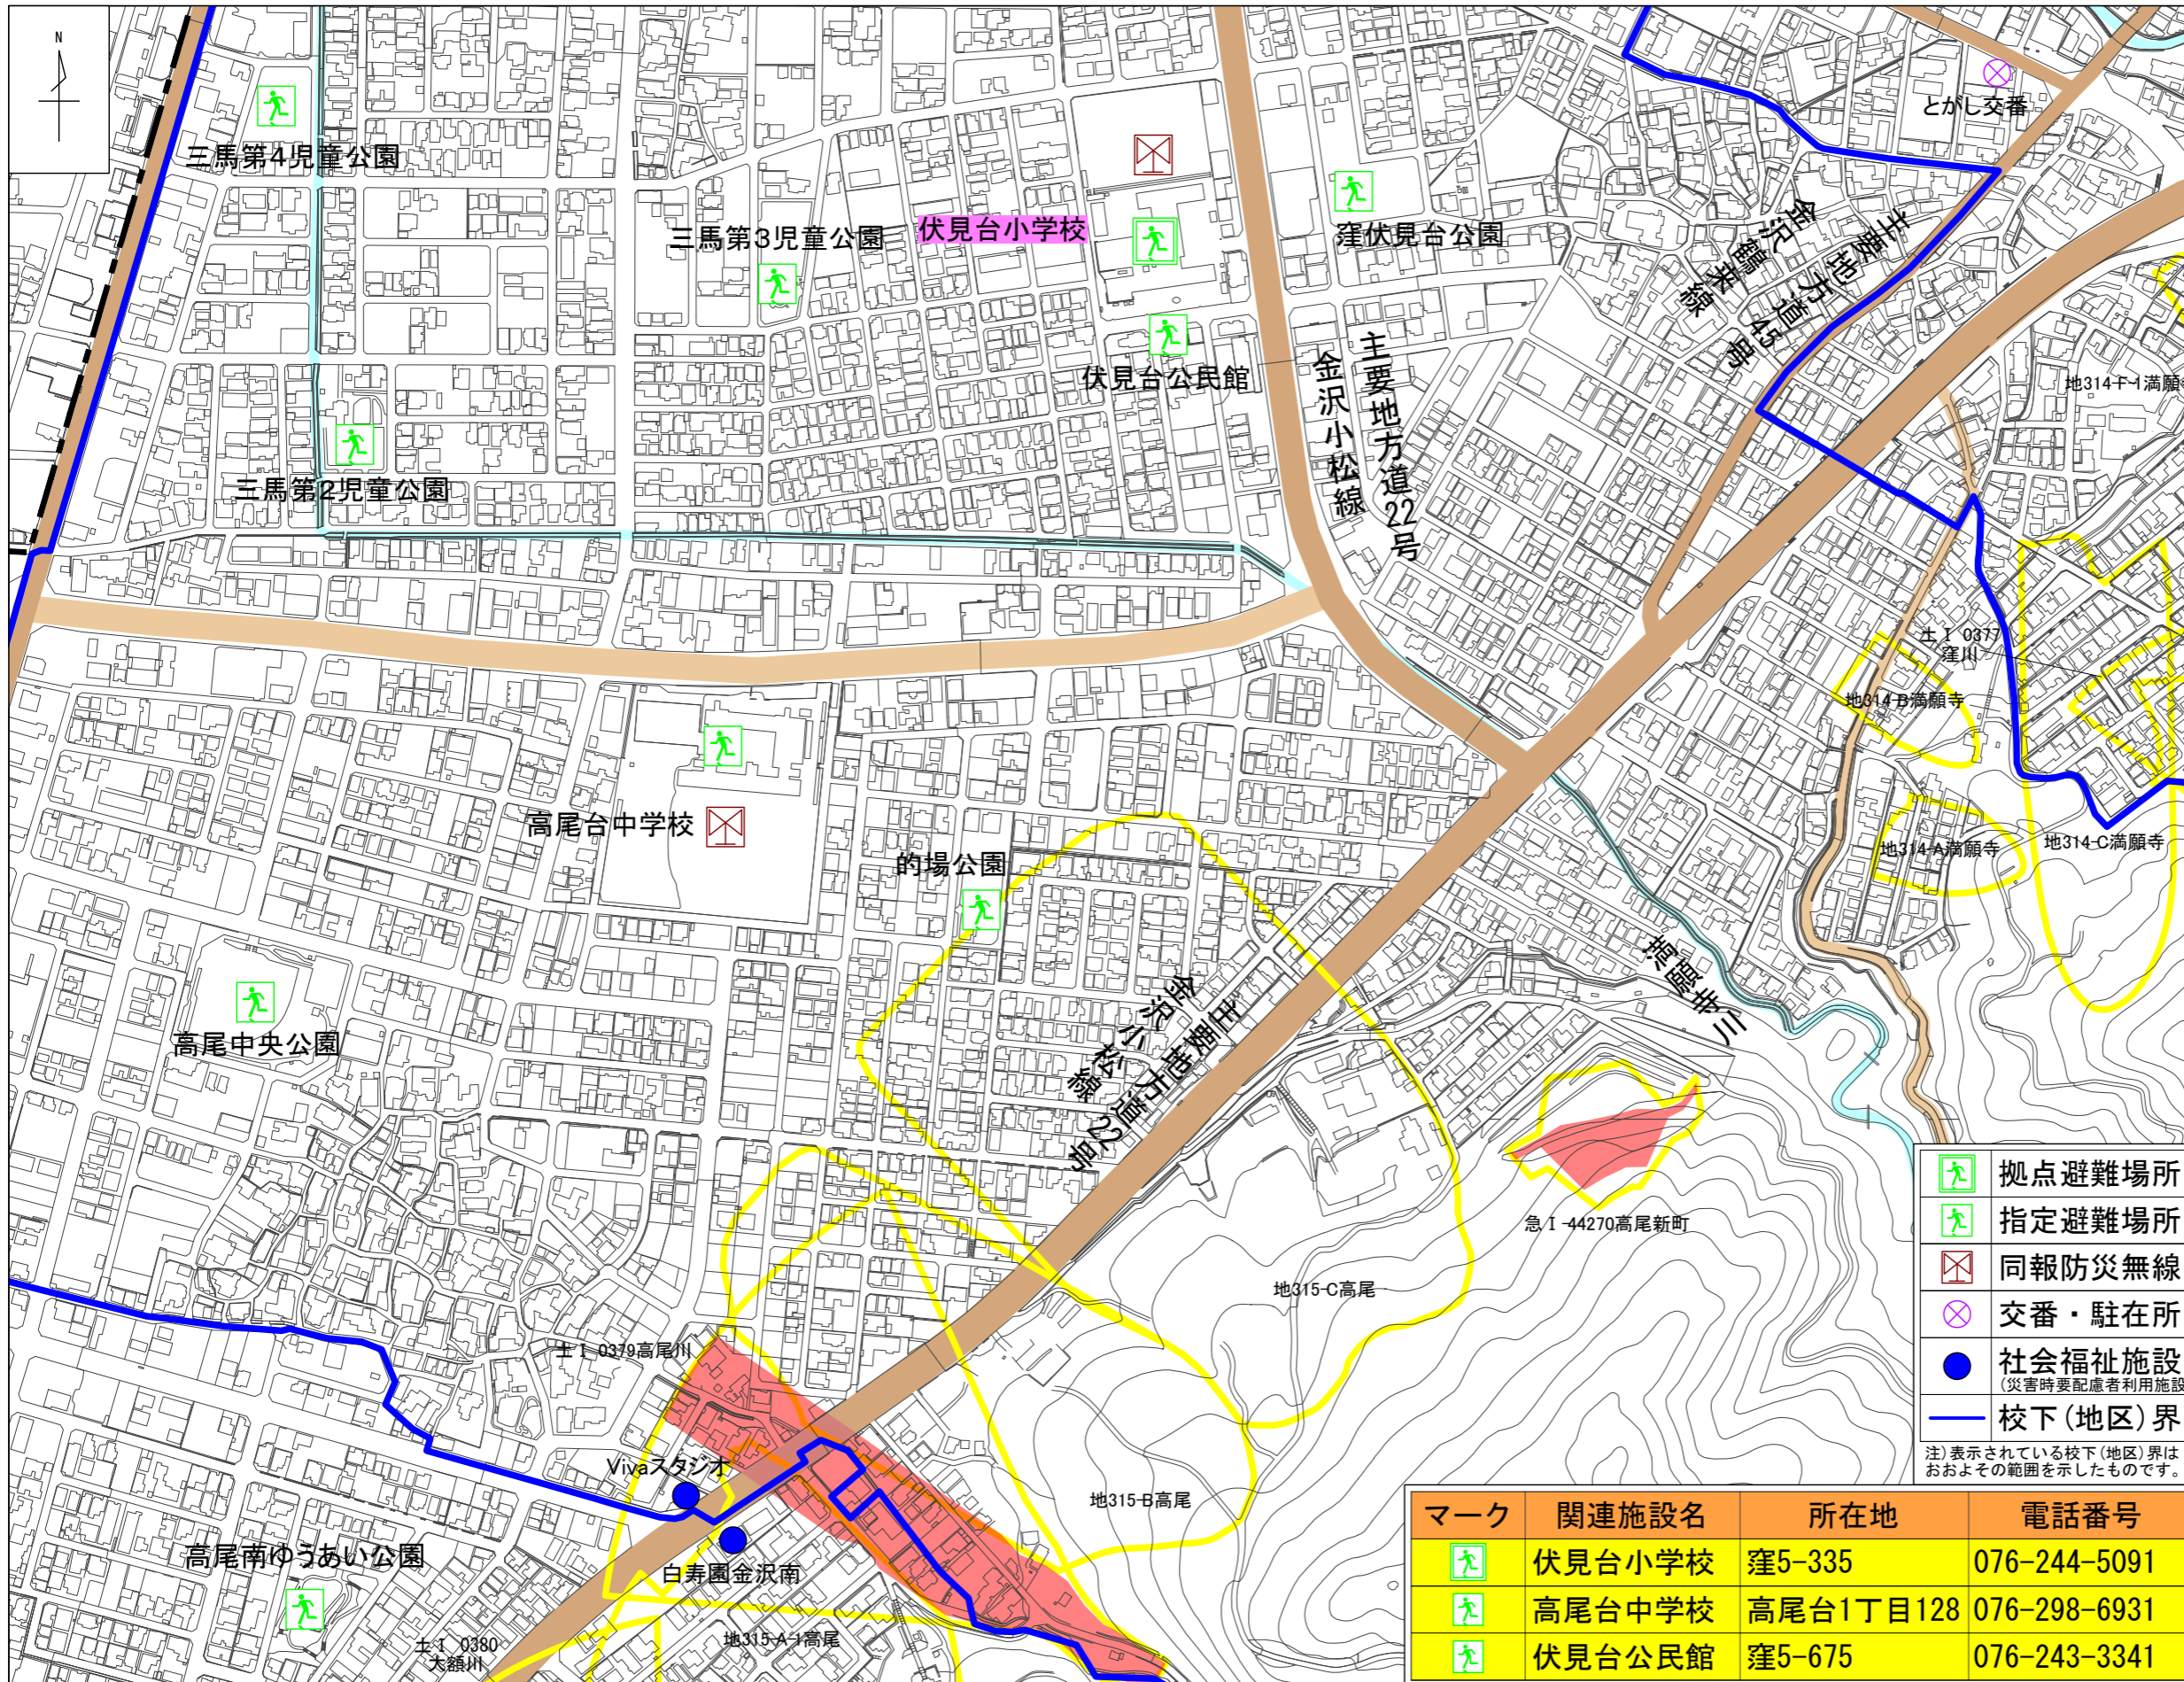 N
とがし交番
三馬第4児童公園
三馬第3児童公園
伏見台小学校
窪伏見台公園
主要地方道45号
金沢鶴来線
伏見台公民館
主要地方道22号
金沢小松線
地314-F-1満願
三馬第2児童公園
土Ⅰ0377
窪川
地314-B満願寺
高尾台中学校
的場公園
地314-A満願寺
地314-C満願寺
満願寺川
高尾中央公園
主要地方道22号
金沢小松線
急Ⅰ-44270高尾新町
地315-C高尾
土Ⅰ0379高尾川
Vivaスタジオ
地315-B高尾
白寿園金沢南
高尾南ゆうあい公園
地315-A-1高尾
土Ⅰ0380
大額川
拠点避難場所
指定避難場所
同報防災無線
交番・駐在所
社会福祉施設
(災害時要配慮者利用施設
校下(地区)界
注)表示されている校下(地区)界は
おおよその範囲を示したものです。
マーク 関連施設名 所在地 電話番号
伏見台小学校 窪5-335 076-244-5091
高尾台中学校 高尾台1丁目128 076-298-6931
伏見台公民館 窪5-675 076-243-3341